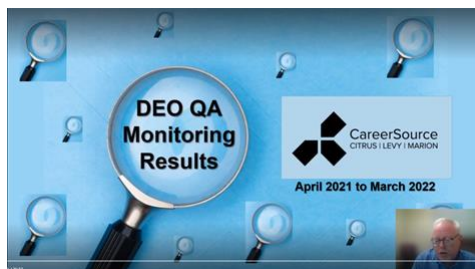 DEO QA
Monitoring
Results
CareerSource
CITRUS | LEVY | MARION
April 2021 to March 2022